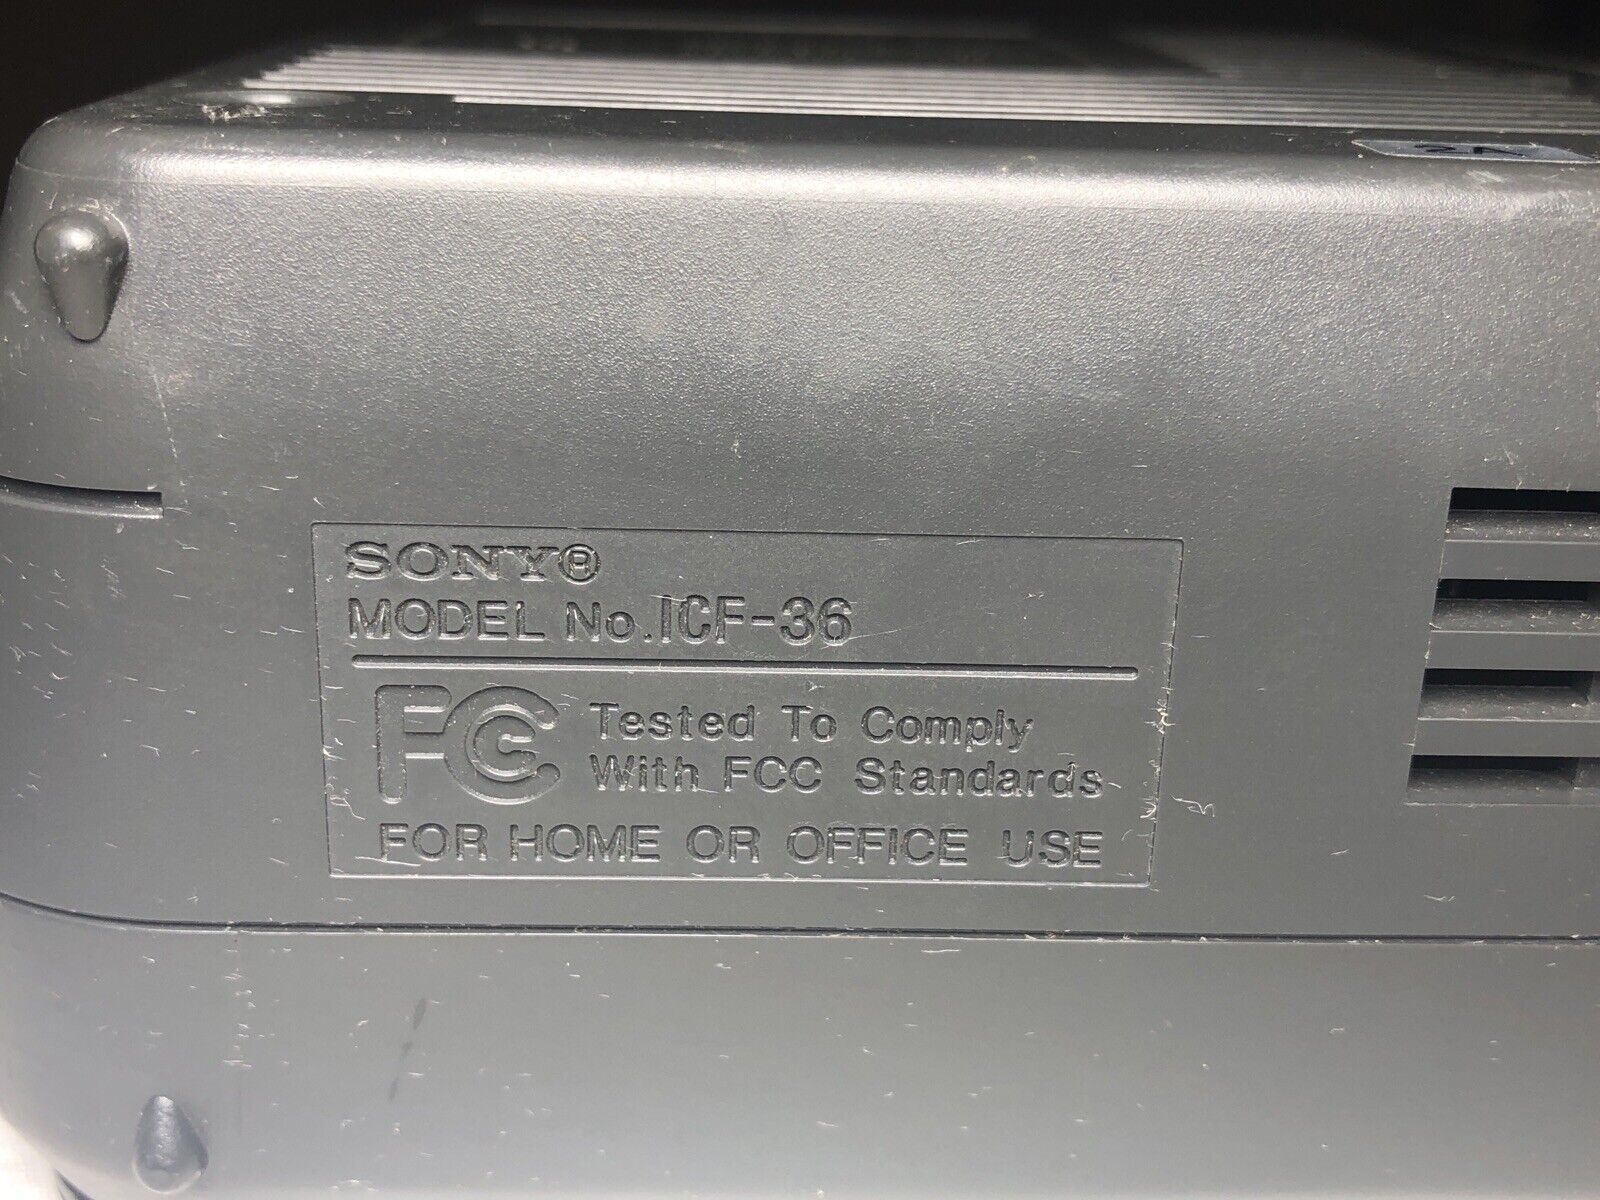 SONY®
MODEL No. ICF-36
FC Tested To Comply
With FCC Standards
FOR HOME OR OFFICE USE